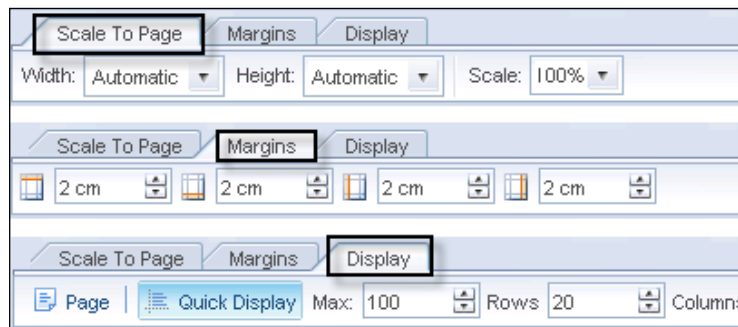 Scale To Page Margins Display
Width: Automatic Height: Automatic Scale: 100%
Scale To Page Margins Display
2 cm 2 cm 2 cm 2 cm
Scale To Page Margins Display
Page Quick Display Max: 100 Rows 20 Columns